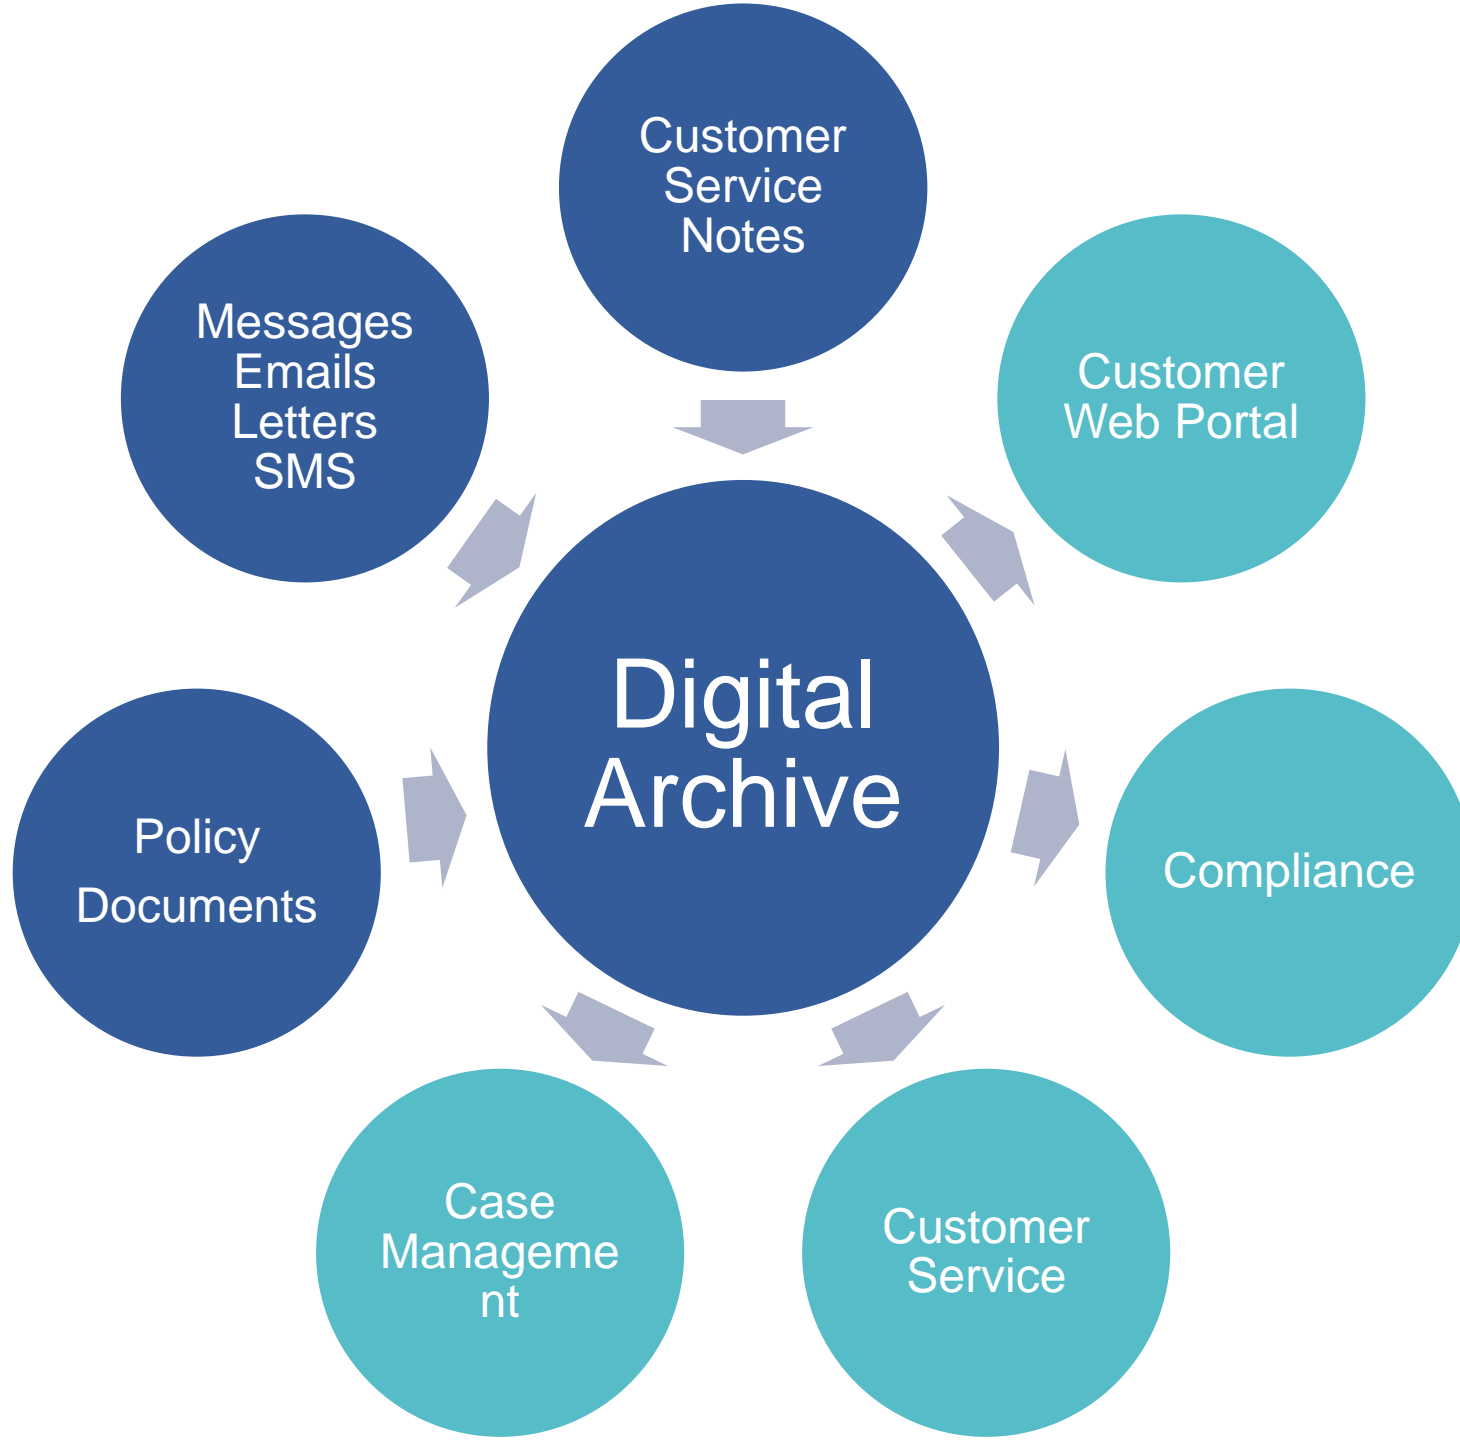 Customer
Service
Notes
Messages
Emails
Letters
SMS
Customer
Web Portal
Digital
Archive
Policy
Documents
Compliance
Case
Manageme
nt
Customer
Service